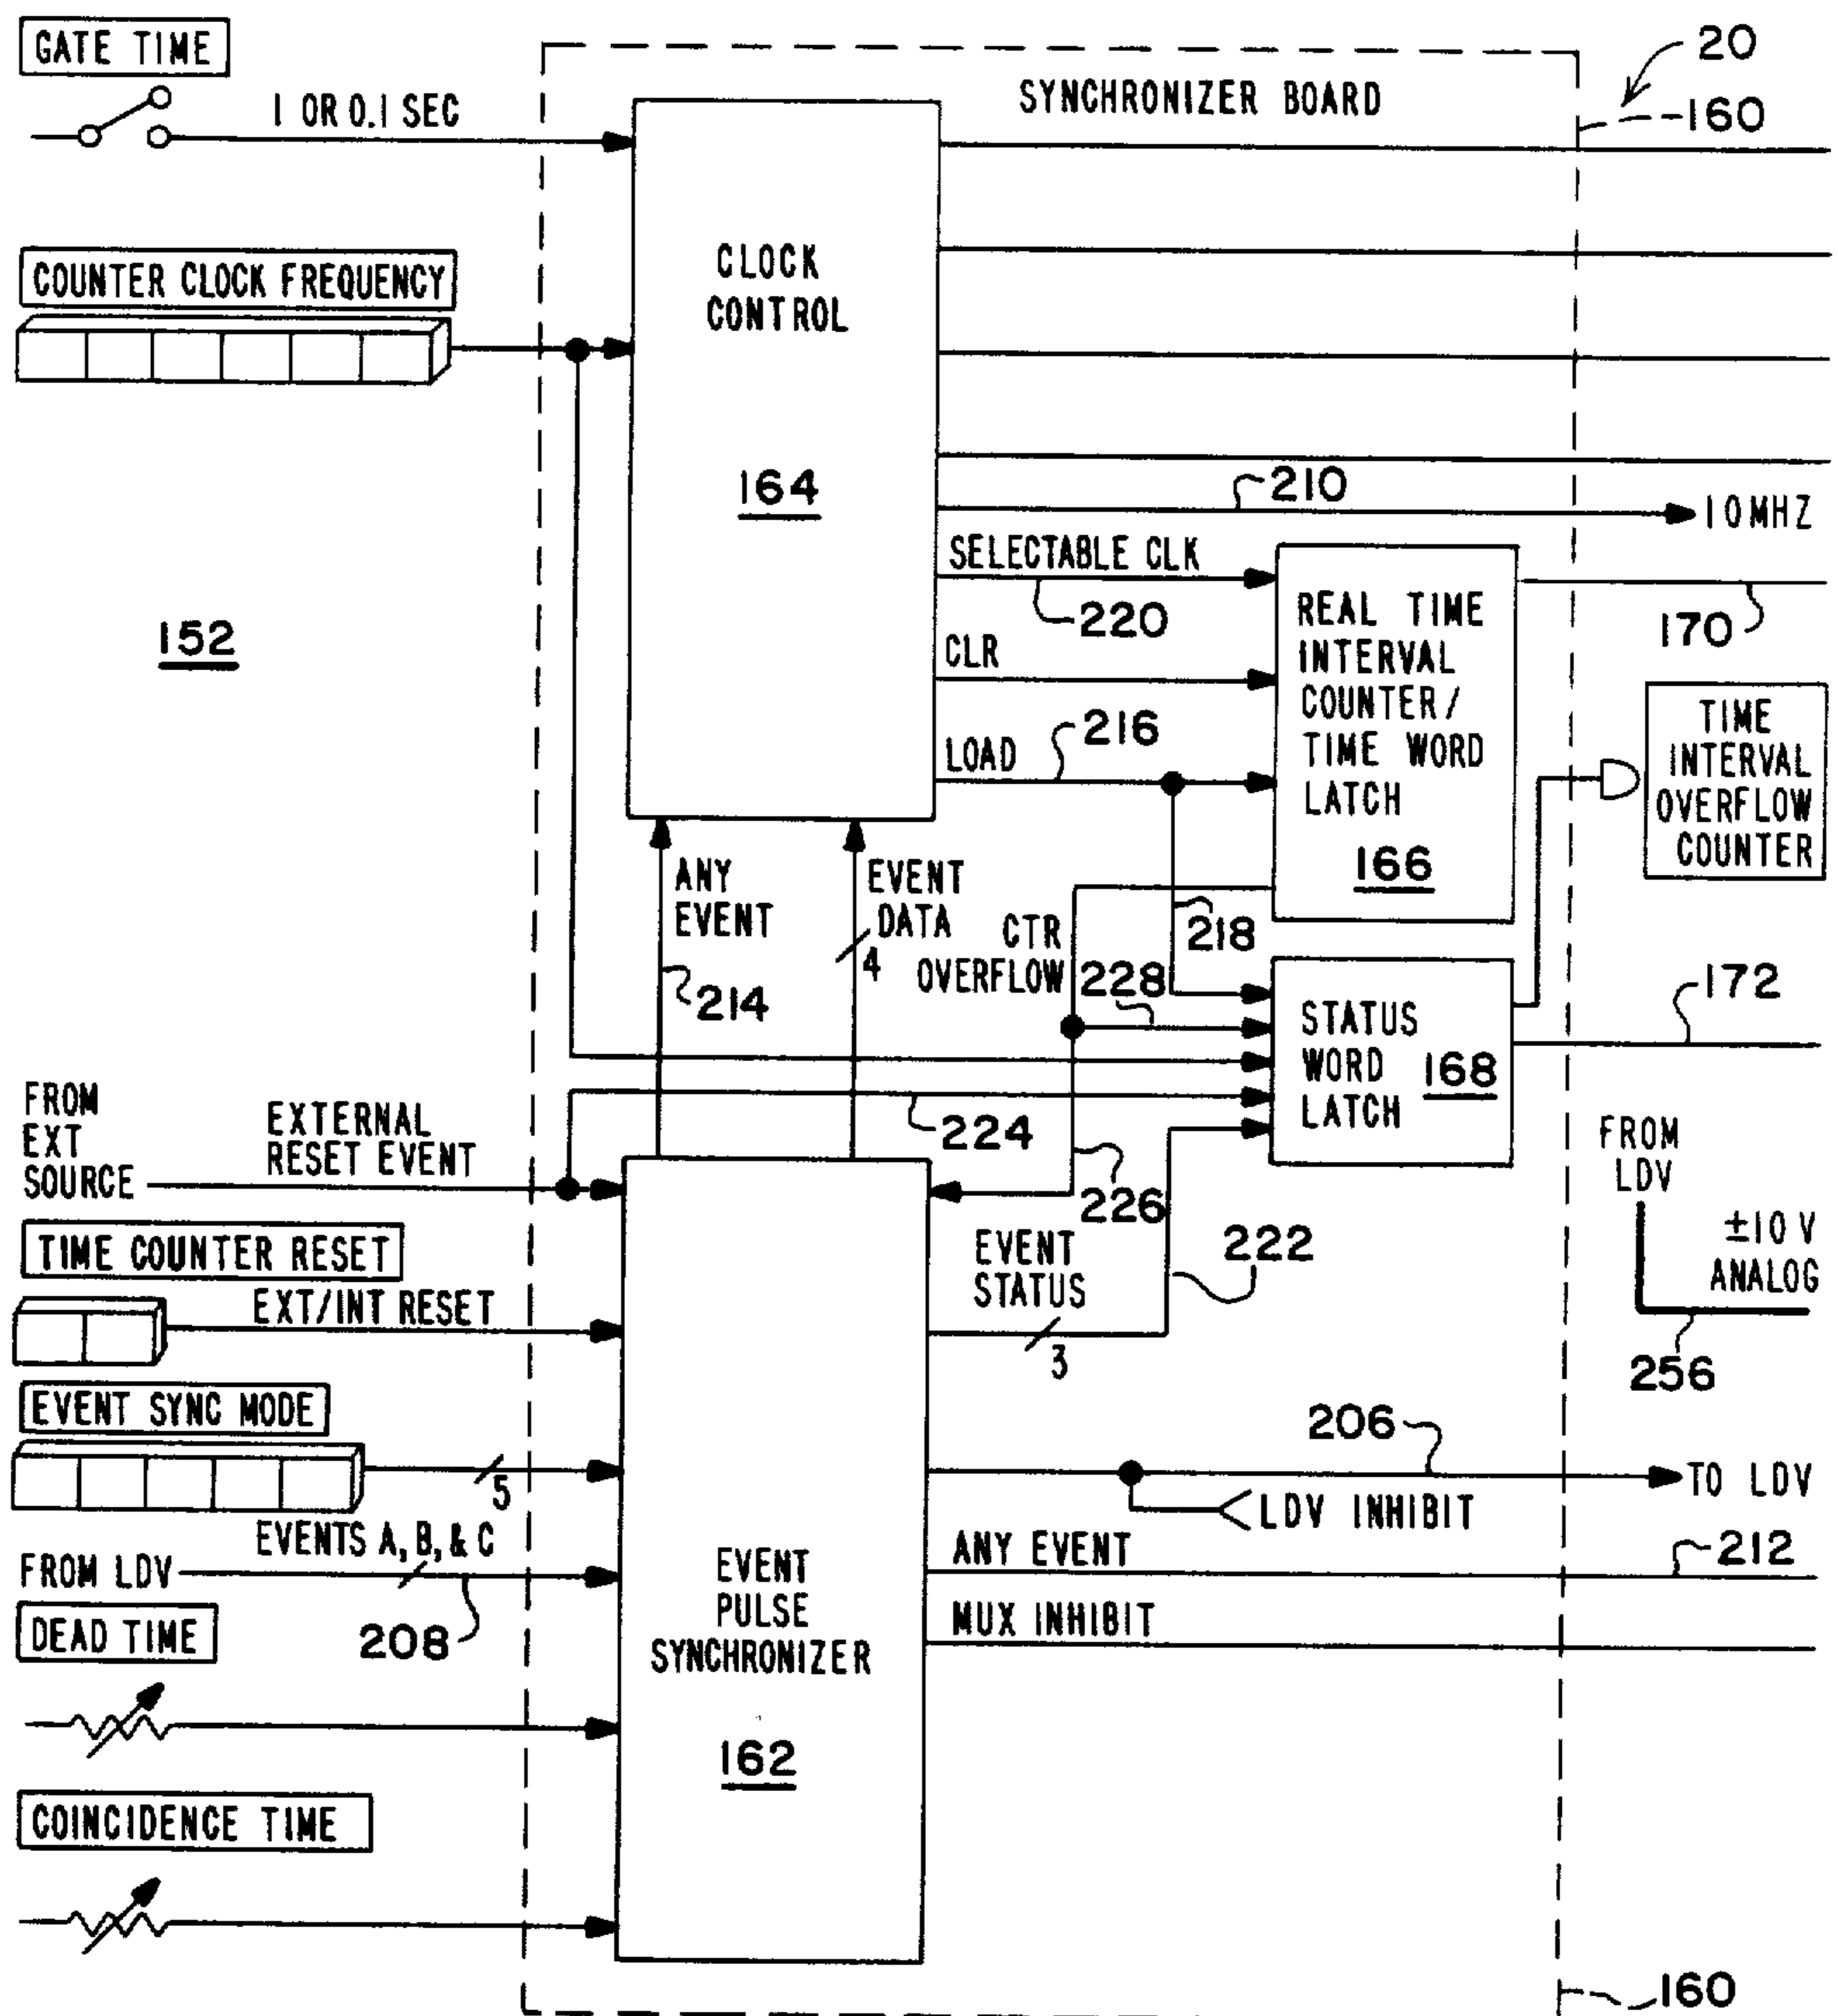 GATE TIME
1 OR 0.1 SEC
SYNCHRONIZER BOARD
20
160
COUNTER CLOCK FREQUENCY
CLOCK
CONTROL
164
210
10 MHZ
SELECTABLE CLK
220
CLR
216
LOAD
REAL TIME
INTERVAL
COUNTER/
TIME WORD
LATCH
166
170
TIME
INTERVAL
OVERFLOW
COUNTER
152
ANY
EVENT
214
EVENT
DATA
4
CTR
OVERFLOW
218
228
STATUS
WORD
LATCH
168
172
FROM
EXT
SOURCE
EXTERNAL
RESET EVENT
224
226
FROM
LDV
±10 V
ANALOG
256
TIME COUNTER RESET
EXT/INT RESET
EVENT
STATUS
222
3
EVENT SYNC MODE
5
206
TO LDV
LDV INHIBIT
EVENTS A, B, & C
FROM LDV
208
ANY EVENT
212
MUX INHIBIT
DEAD TIME
EVENT
PULSE
SYNCHRONIZER
162
COINCIDENCE TIME
160